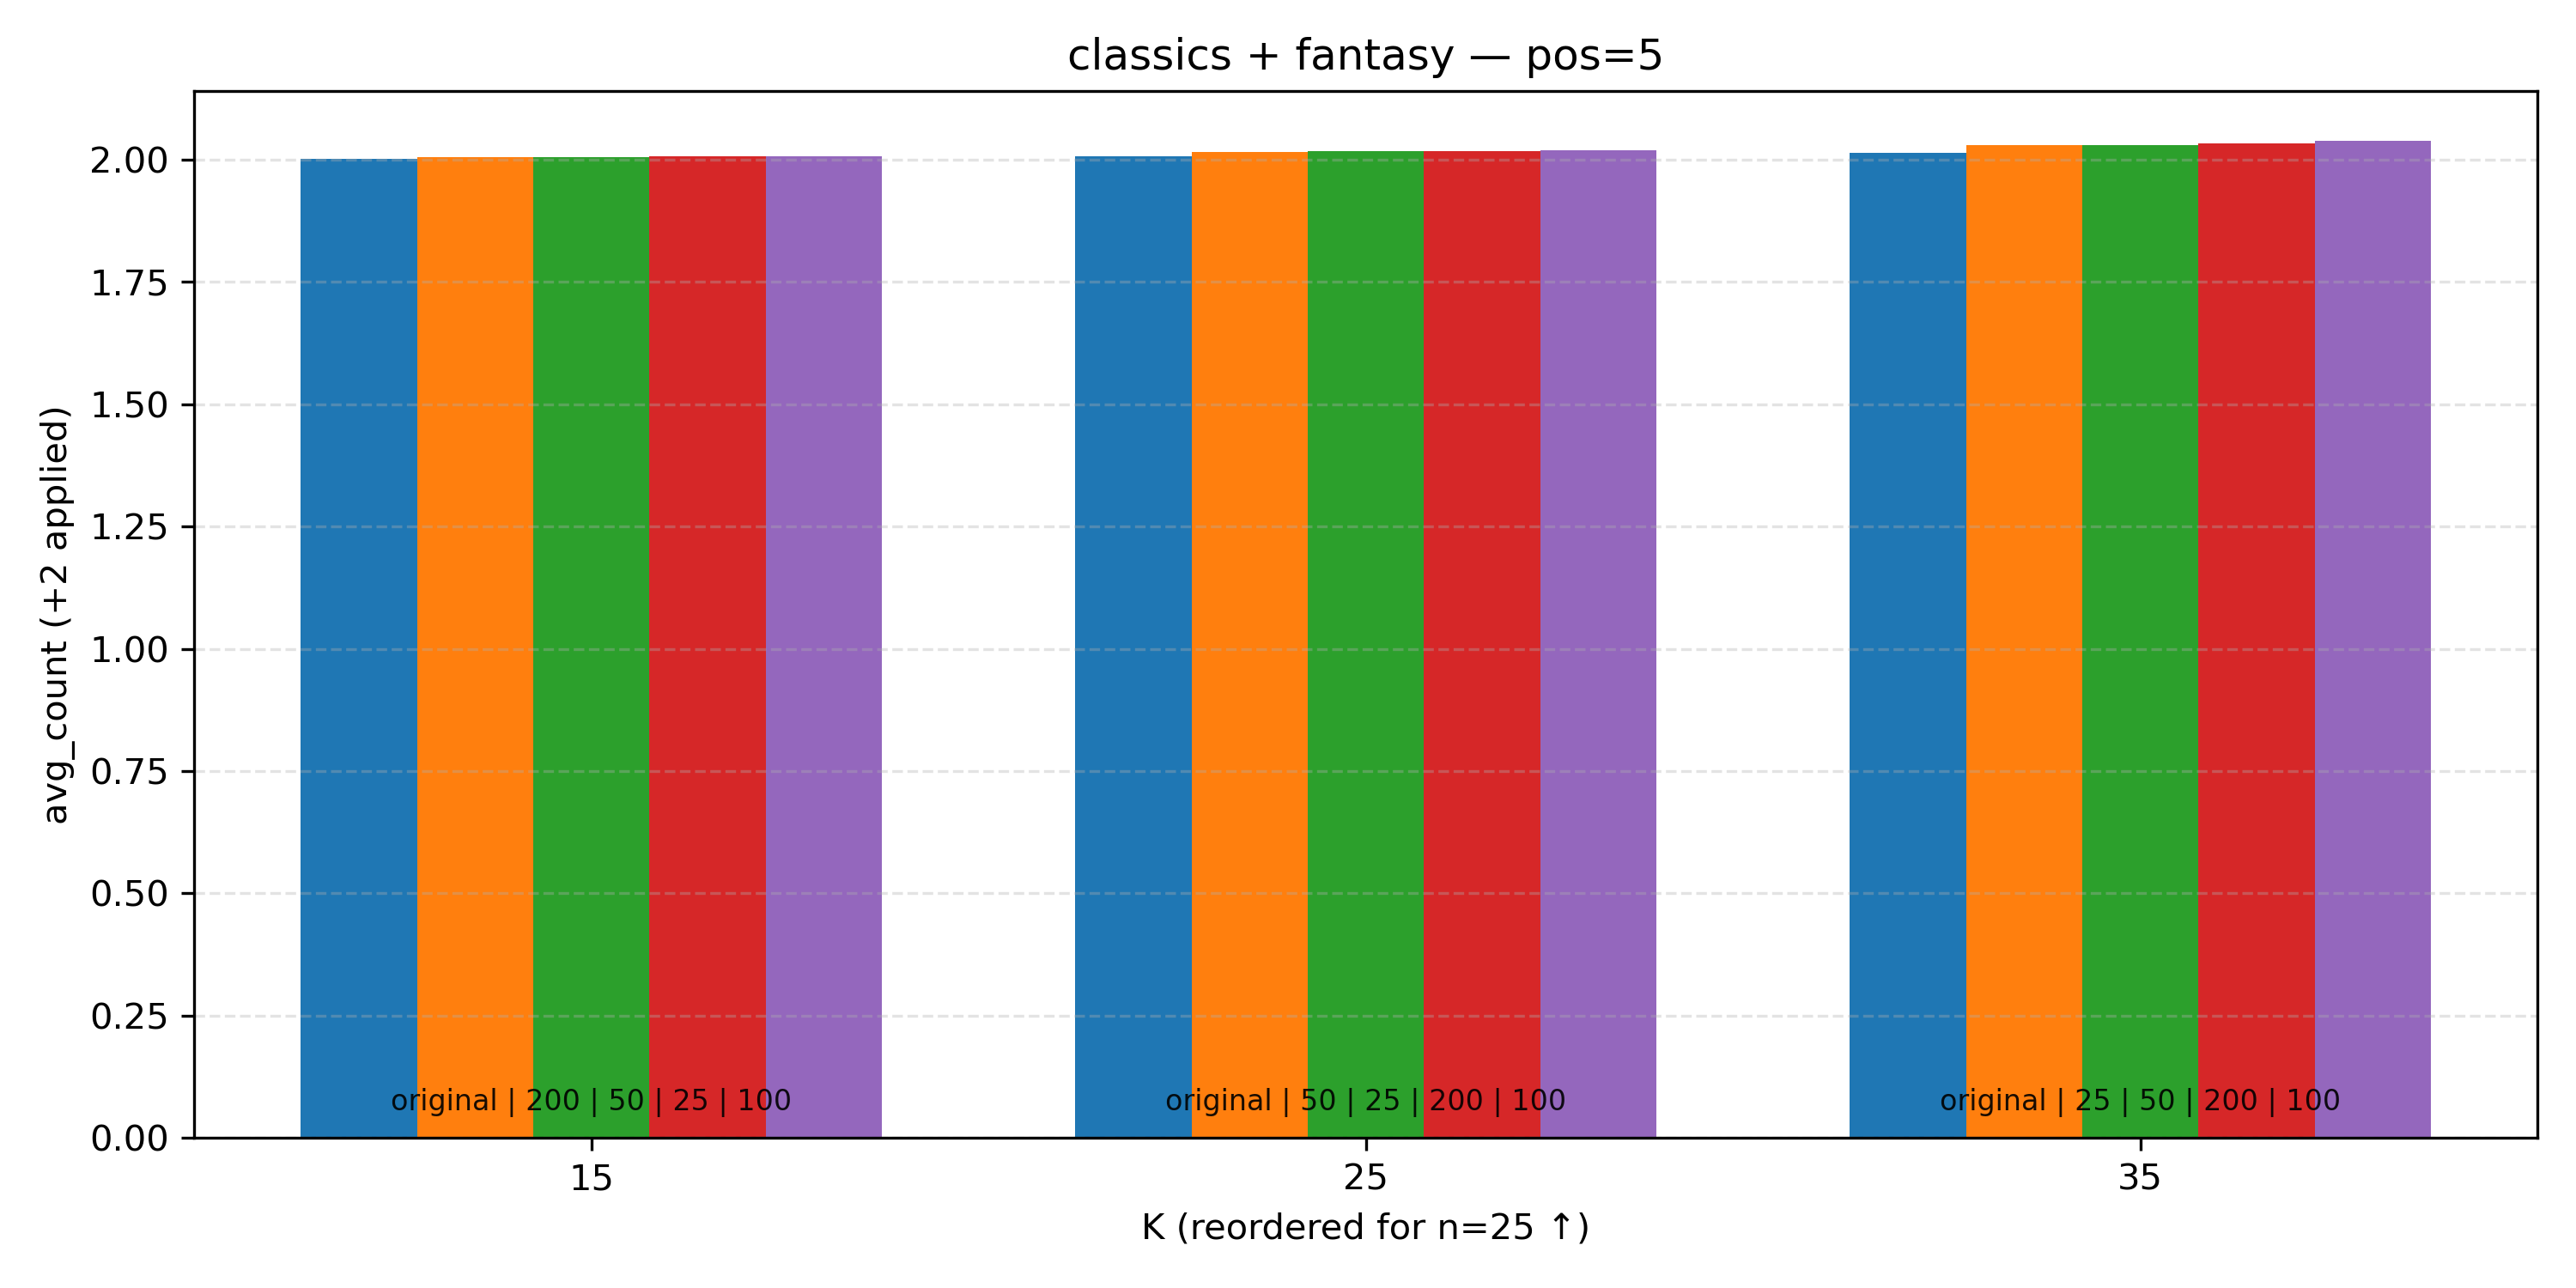 classics + fantasy — pos=5
avg_count (+2 applied)
2.00
1.75
1.50
1.25
1.00
0.75
0.50
0.25
0.00
original | 200 | 50 | 25 | 100
original | 50 | 25 | 200 | 100
original | 25 | 50 | 200 | 100
15
25
35
K (reordered for n=25 ↑)